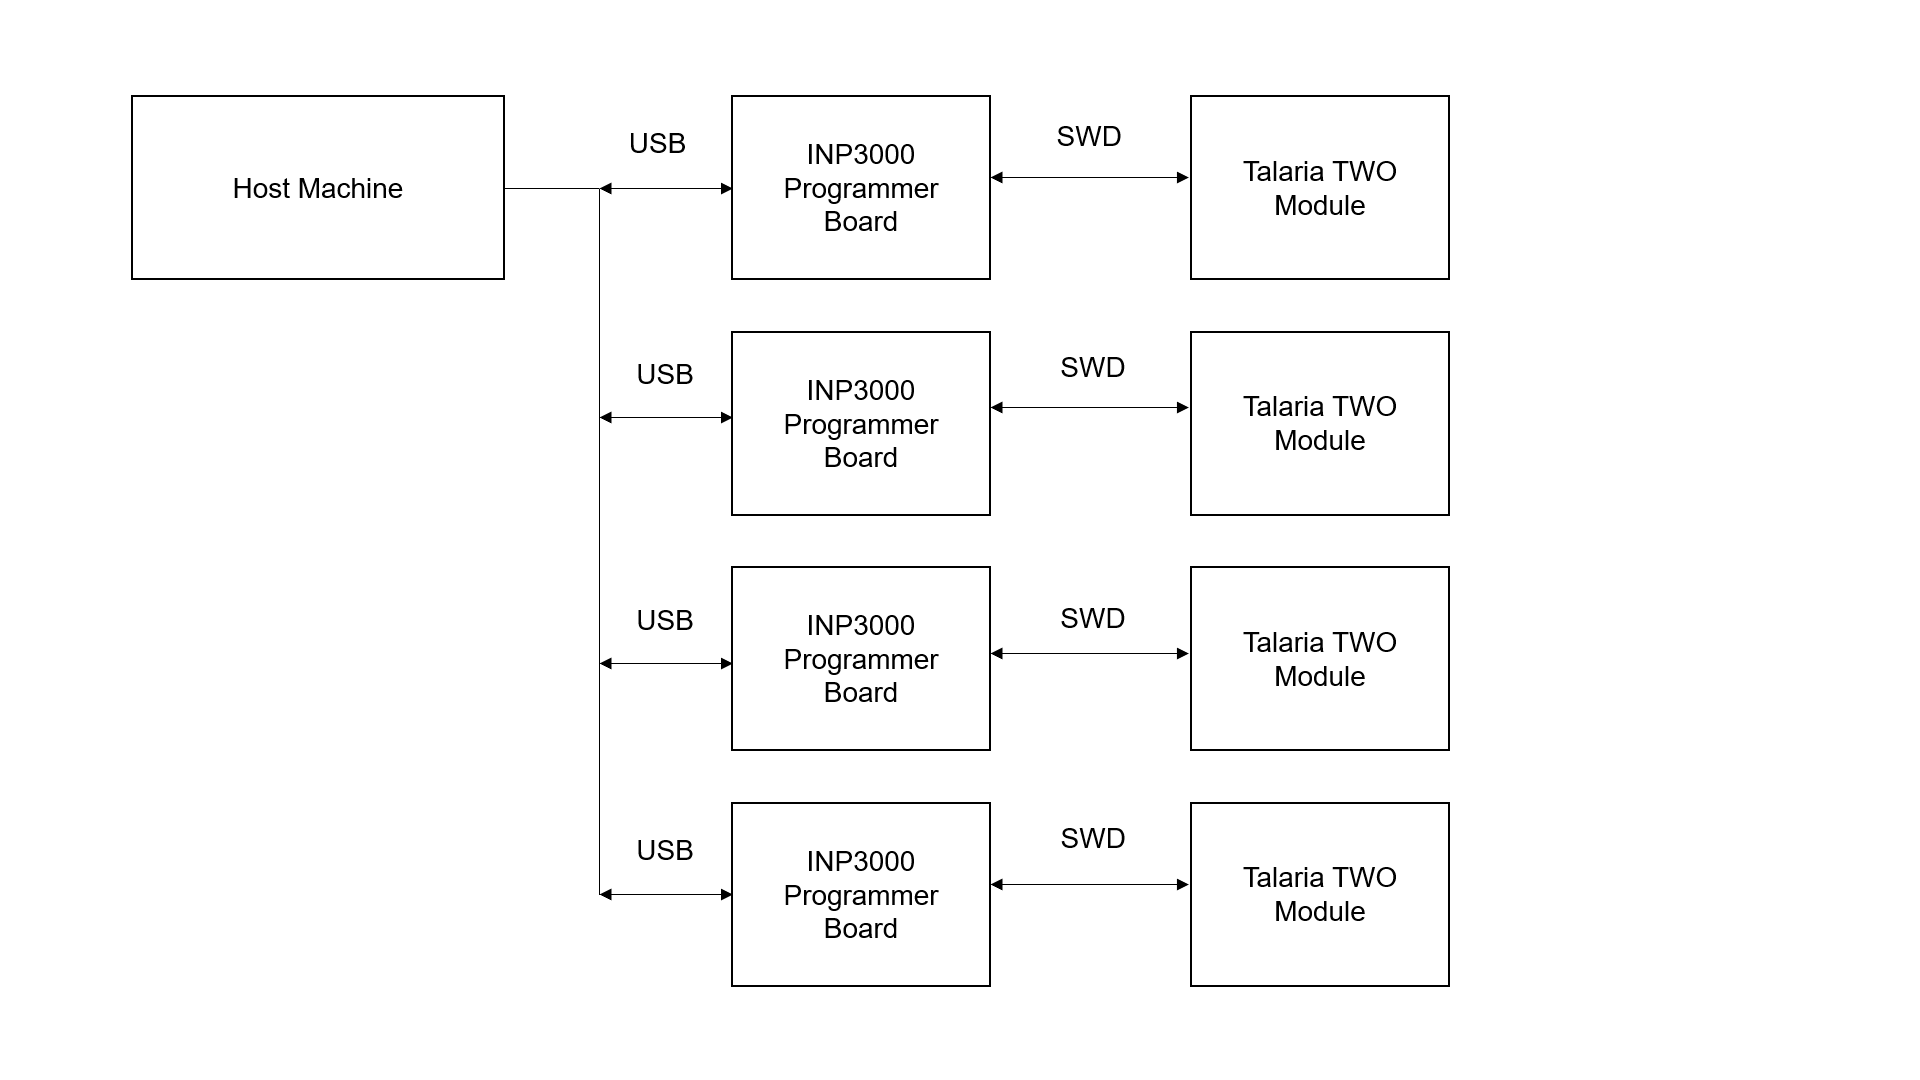 Host Machine
USB
INP3000
Programmer
Board
SWD
Talaria TWO
Module
USB
INP3000
Programmer
Board
SWD
Talaria TWO
Module
USB
INP3000
Programmer
Board
SWD
Talaria TWO
Module
USB
INP3000
Programmer
Board
SWD
Talaria TWO
Module